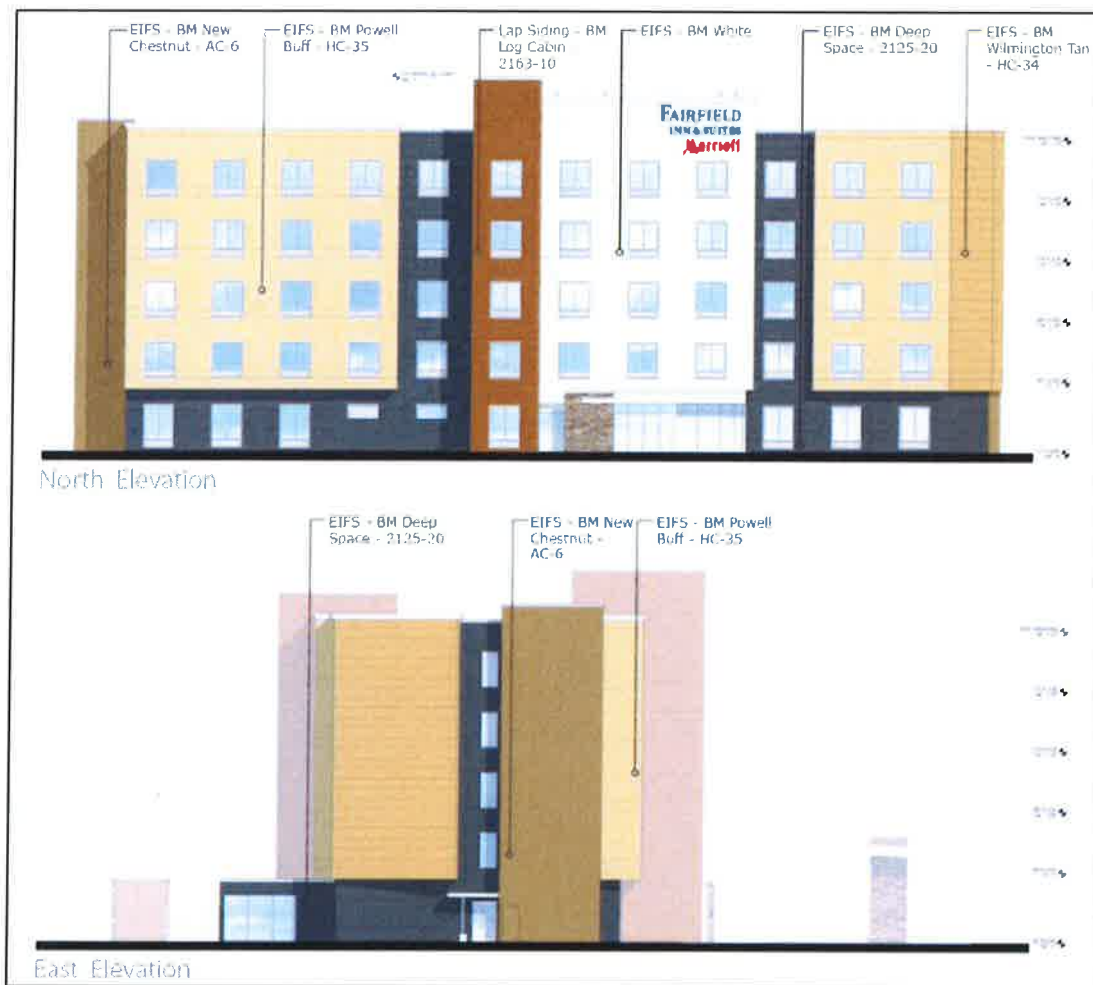 EIFS - BM New
Chestnut - AC-6
EIFS - BM Powell
Buff - HC-35
Lap Siding - BM
Log Cabin
2163-10
EIFS - BM White
EIFS - BM Deep
Space - 2125-20
EIFS - BM
Wilmington Tan
- HC-34
FAIRFIELD
INN & SUITES
Marriott
North Elevation
EIFS - BM Deep
Space - 2125-20
EIFS - BM New
Chestnut -
AC-6
EIFS - BM Powell
Buff - HC-35
East Elevation